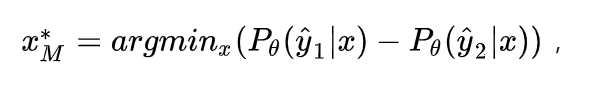 x*_M = argmin_x(P_θ(ŷ_1|x) − P_θ(ŷ_2|x)) ,